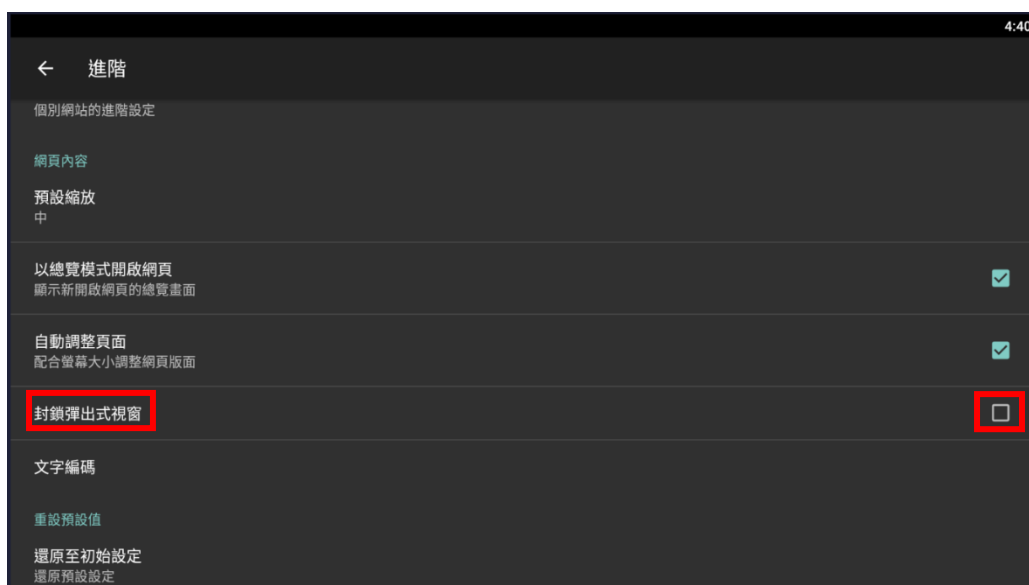 4:40
進階
個別網站的進階設定
網頁內容
預設縮放
中
以總覽模式開啟網頁
顯示新開啟網頁的總覽畫面
自動調整頁面
配合螢幕大小調整網頁版面
封鎖彈出式視窗
文字編碼
重設預設值
還原至初始設定
還原預設設定